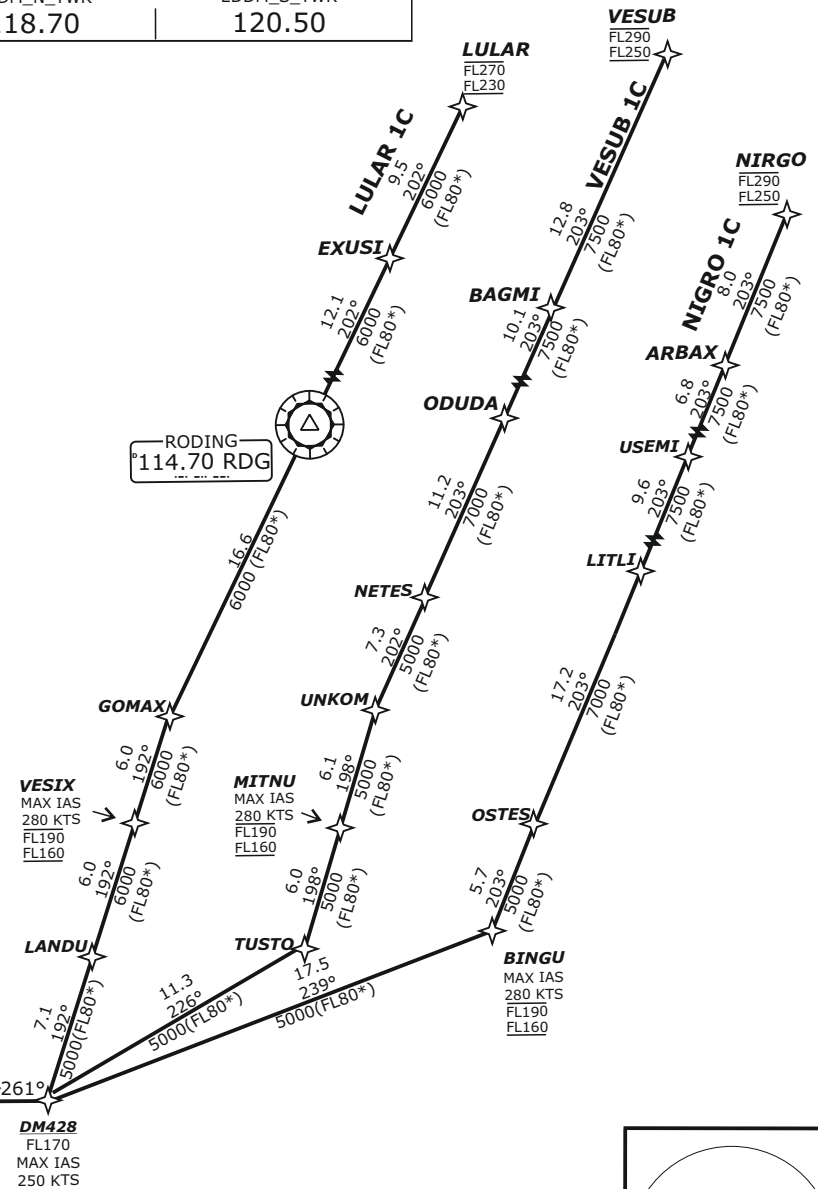 118.70
120.50
VESUB
FL290
FL250
LULAR
FL270
FL230
LULAR 1C
9.5
202°
6000
(FL80*)
VESUB 1C
12.8
203°
7500
(FL80*)
NIRGO
FL290
FL250
NIGRO 1C
8.0
203°
7500
(FL80*)
EXUSI
12.1
202°
6000
(FL80*)
BAGMI
10.1
203°
7500
(FL80*)
ARBAX
6.8
203°
7500
(FL80*)
RODING
D114.70 RDG
ODUDA
11.2
203°
7000
(FL80*)
USEMI
9.6
203°
7500
(FL80*)
16.6
6000 (FL80*)
LITLI
17.2
203°
7000
(FL80*)
NETES
7.3
202°
5000
(FL80*)
GOMAX
6.0
192°
6000
(FL80*)
UNKOM
6.1
198°
5000
(FL80*)
VESIX
MAX IAS
280 KTS
FL190
FL160
MITNU
MAX IAS
280 KTS
FL190
FL160
OSTES
5.7
203°
5000
(FL80*)
6.0
192°
6000
(FL80*)
6.0
198°
5000
(FL80*)
LANDU
7.1
192°
5000(FL80*)
TUSTO
11.3
226°
5000(FL80*)
17.5
239°
5000(FL80*)
BINGU
MAX IAS
280 KTS
FL190
FL160
261°
DM428
FL170
MAX IAS
250 KTS